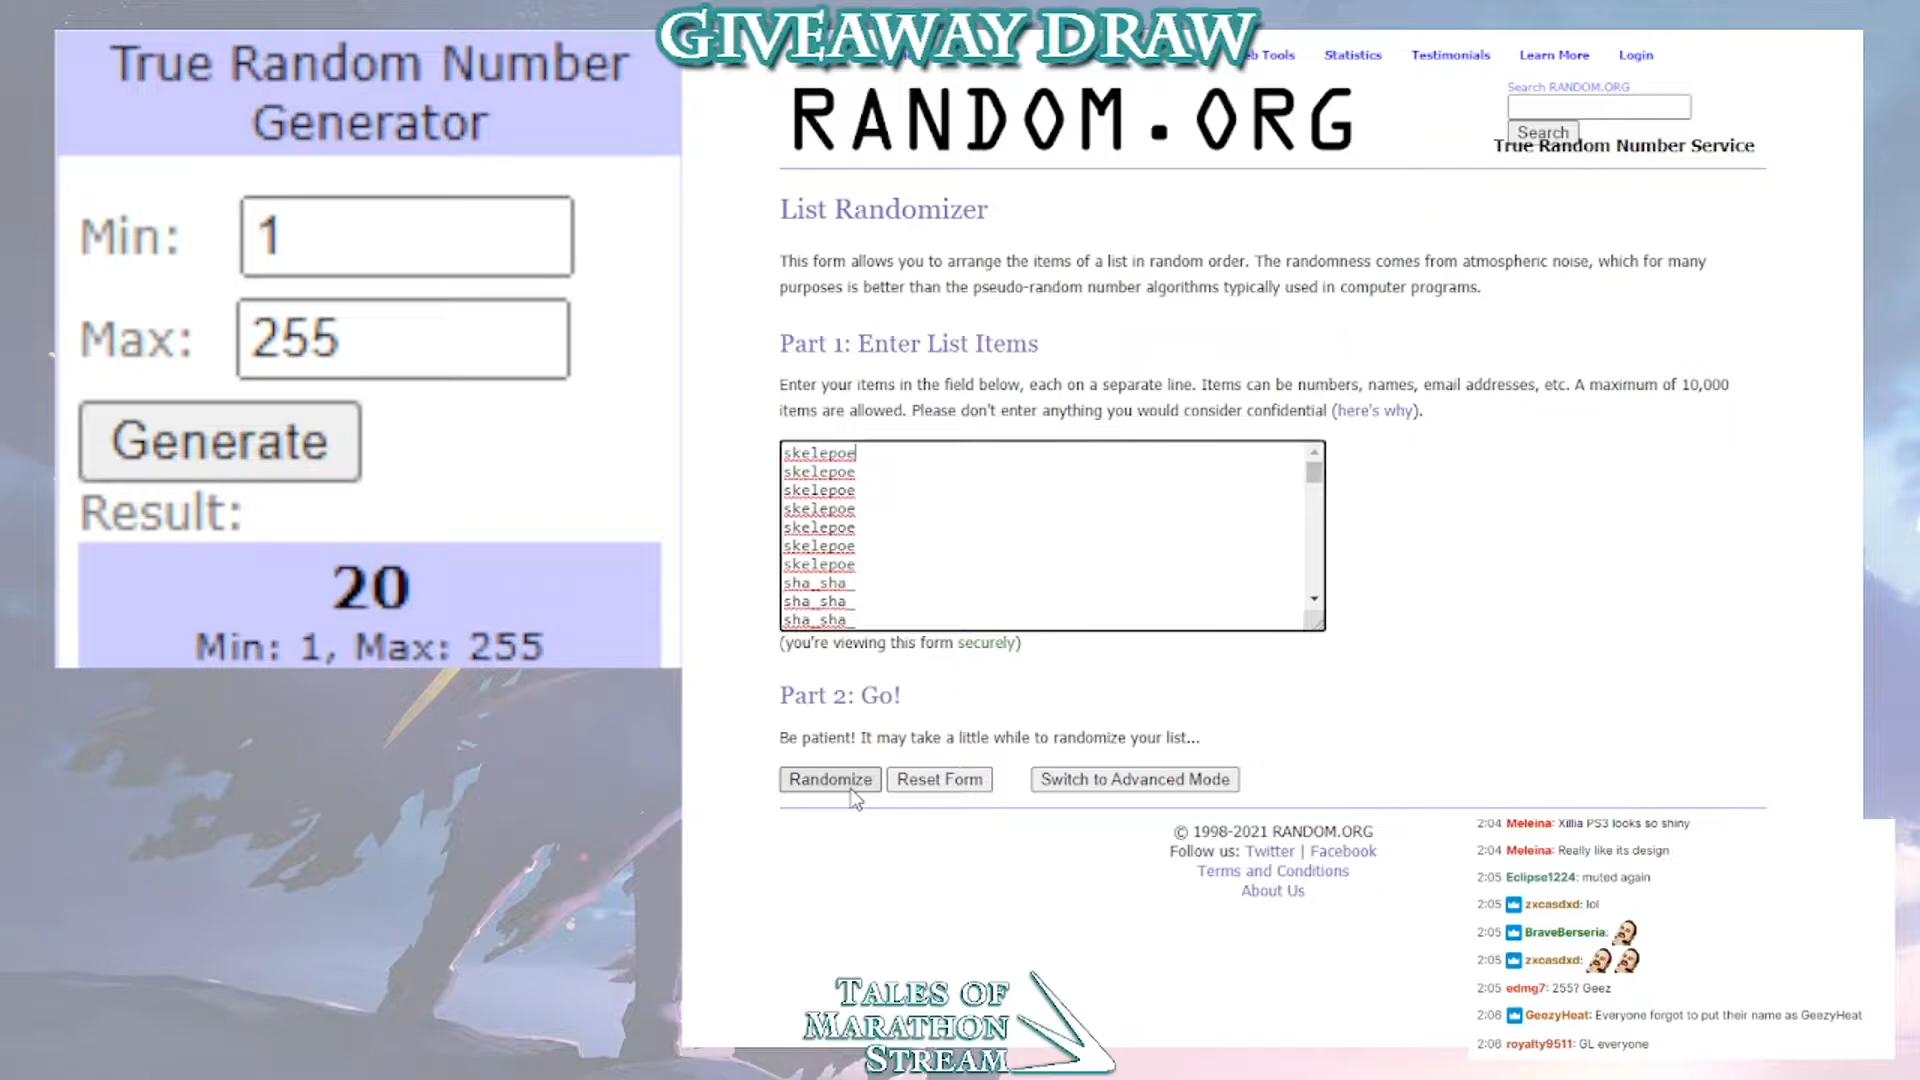 GIVEAWAY DRAW
True Random Number
Generator
Min: 1
Max: 255
Generate
Result:
20
Min: 1, Max: 255
Tools Statistics Testimonials Learn More Login
RANDOM.ORG
Search RANDOM.ORG
Search
True Random Number Service
List Randomizer
This form allows you to arrange the items of a list in random order. The randomness comes from atmospheric noise, which for many
purposes is better than the pseudo-random number algorithms typically used in computer programs.
Part 1: Enter List Items
Enter your items in the field below, each on a separate line. Items can be numbers, names, email addresses, etc. A maximum of 10,000
items are allowed. Please don't enter anything you would consider confidential (here's why).
skelepoe
skelepoe
skelepoe
skelepoe
skelepoe
skelepoe
skelepoe
sha_sha_
sha_sha_
sha_sha_
(you're viewing this form securely)
Part 2: Go!
Be patient! It may take a little while to randomize your list...
Randomize Reset Form Switch to Advanced Mode
© 1998-2021 RANDOM.ORG
Follow us: Twitter | Facebook
Terms and Conditions
About Us
2:04 Meleina: Xillia PS3 looks so shiny
2:04 Meleina: Really like its design
2:05 Eclipse1224: muted again
2:05 zxcasdxd: lol
2:05 BraveBerseria:
2:05 zxcasdxd:
2:05 edmg7: 255? Geez
2:06 GeezyHeat: Everyone forgot to put their name as GeezyHeat
2:06 royalty9511: GL everyone
TALES OF
MARATHON
STREAM